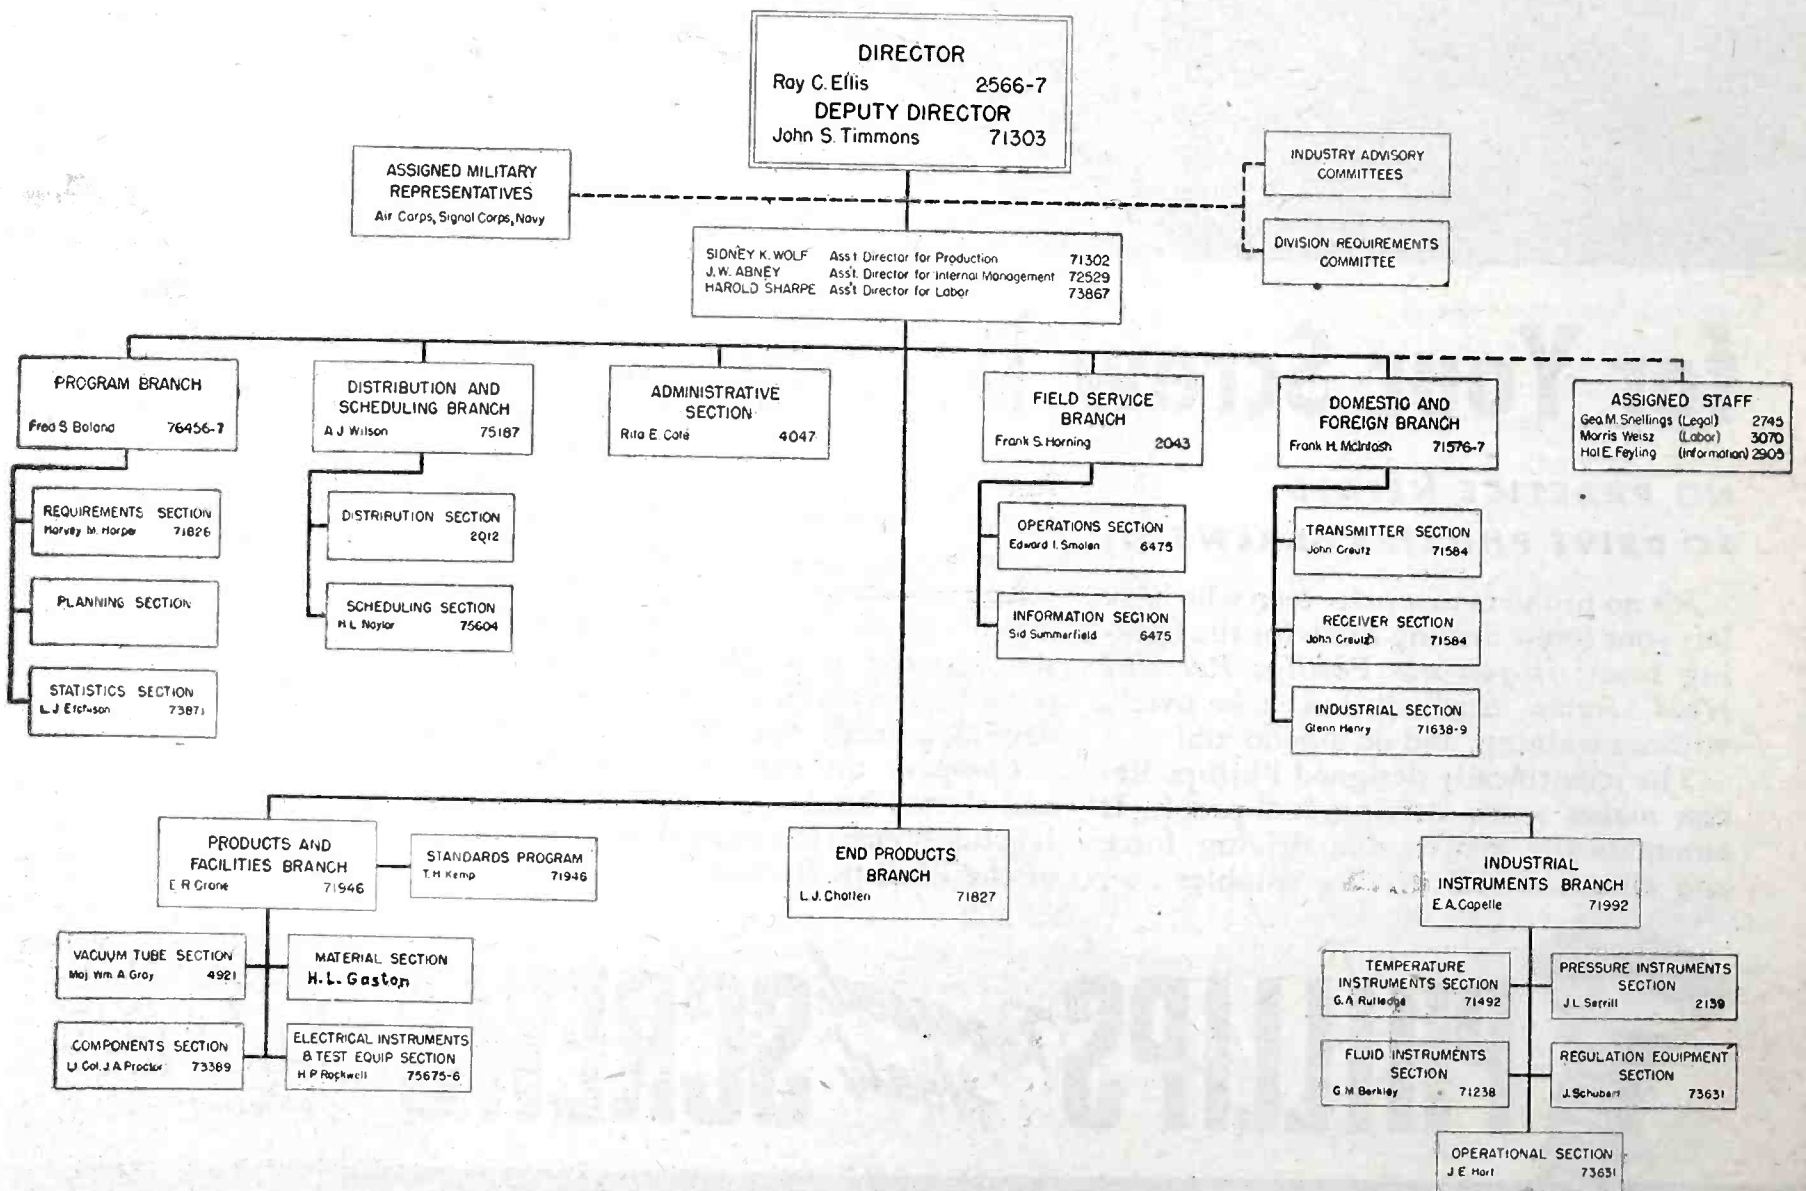 DIRECTOR
Ray C. Ellis 2566-7
DEPUTY DIRECTOR
John S. Timmons 71303
ASSIGNED MILITARY
REPRESENTATIVES
Air Corps, Signal Corps, Navy
INDUSTRY ADVISORY
COMMITTEES
DIVISION REQUIREMENTS
COMMITTEE
SIDNEY K. WOLF Ass't Director for Production 71302
J. W. ABNEY Ass't. Director for Internal Management 72529
HAROLD SHARPE Ass't Director for Labor 73867
PROGRAM BRANCH
Fred S. Boland 76456-7
DISTRIBUTION AND
SCHEDULING BRANCH
A J Wilson 75187
ADMINISTRATIVE
SECTION
Rita E. Coté 4047
FIELD SERVICE
BRANCH
Frank S. Horning 2043
DOMESTIC AND
FOREIGN BRANCH
Frank H. McIntosh 71576-7
ASSIGNED STAFF
Geo. M. Snellings (Legal) 2745
Morris Weisz (Labor) 3070
Hal E. Feyling (Information) 2905
REQUIREMENTS SECTION
Harvey M. Harper 71826
PLANNING SECTION
STATISTICS SECTION
L. J. 73871
DISTRIBUTION SECTION
2012
SCHEDULING SECTION
H L Naylor 75604
OPERATIONS SECTION
Edward I. Smolen 6475
INFORMATION SECTION
Sid Summerfield 6475
TRANSMITTER SECTION
John Creutz 71584
RECEIVER SECTION
John Creutz 71584
INDUSTRIAL SECTION
Glenn Henry 71638-9
PRODUCTS AND
FACILITIES BRANCH
E R Crane 71946
STANDARDS PROGRAM
T. H Kemp 71946
END PRODUCTS
BRANCH
L. J. Chatten 71827
INDUSTRIAL
INSTRUMENTS BRANCH
E. A. Capelle 71992
VACUUM TUBE SECTION
Maj Wm. A Gray 4921
MATERIAL SECTION
H. L. Gaston
COMPONENTS SECTION
Lt Col. J. A Proctor 73389
ELECTRICAL INSTRUMENTS
& TEST EQUIP SECTION
H P Rockwell 75675-6
TEMPERATURE
INSTRUMENTS SECTION
G. A Rutledge 71492
PRESSURE INSTRUMENTS
SECTION
J L Serrill 2139
FLUID INSTRUMENTS
SECTION
G M Berkley 71238
REGULATION EQUIPMENT
SECTION
J. Schubert 73631
OPERATIONAL SECTION
J E Hart 73631